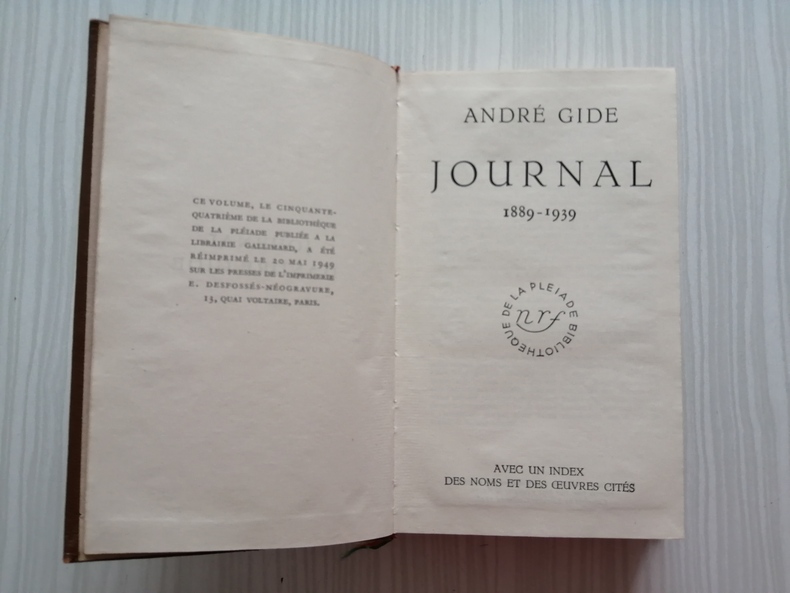 CE VOLUME, LE CINQUANTE-
QUATRIÈME DE LA BIBLIOTHÈQUE
DE LA PLÉIADE PUBLIÉE A LA
LIBRAIRIE GALLIMARD, A ÉTÉ
RÉIMPRIMÉ LE 20 MAI 1949
SUR LES PRESSES DE L'IMPRIMERIE
E. DESFOSSÉS-NÉOGRAVURE,
13, QUAI VOLTAIRE, PARIS.
ANDRÉ GIDE
JOURNAL
1889-1939
BIBLIOTHEQUE DE LA PLEIADE
nrf
AVEC UN INDEX
DES NOMS ET DES ŒUVRES CITÉS